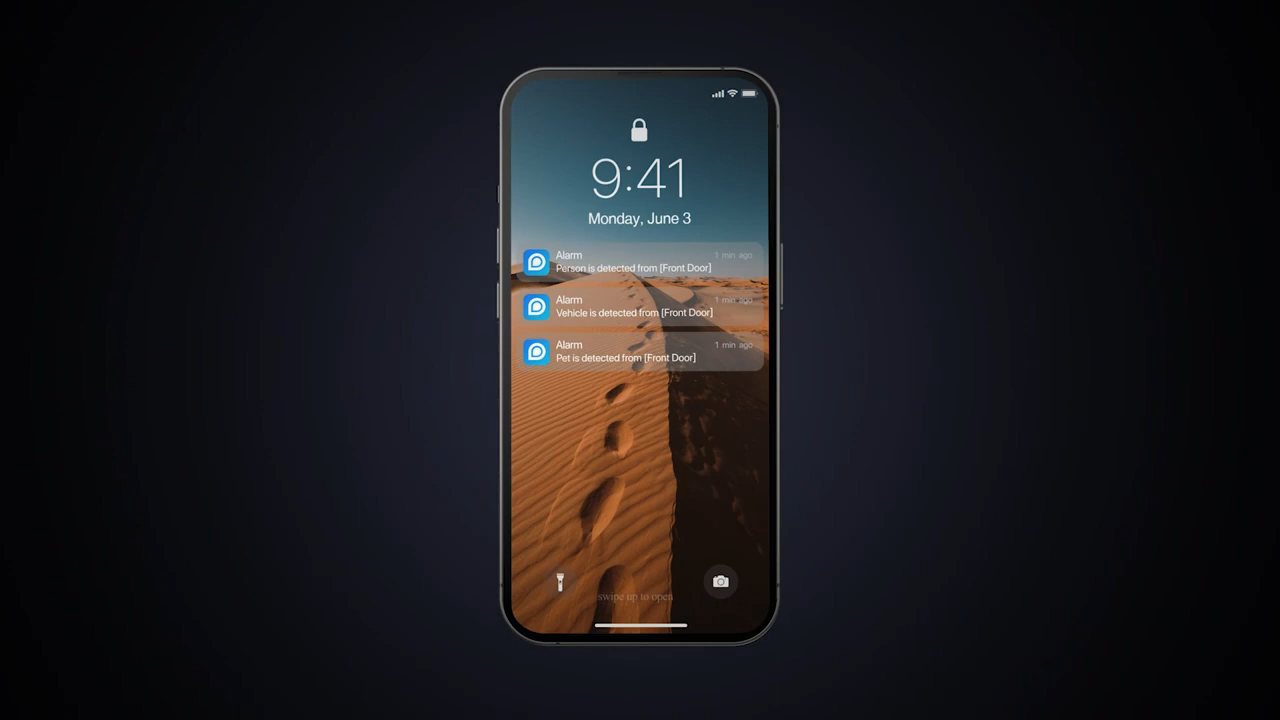 9:41
Monday, June 3
Alarm 1 min ago
Person is detected from [Front Door]
Alarm 1 min ago
Vehicle is detected from [Front Door]
Alarm 1 min ago
Pet is detected from [Front Door]
swipe up to open